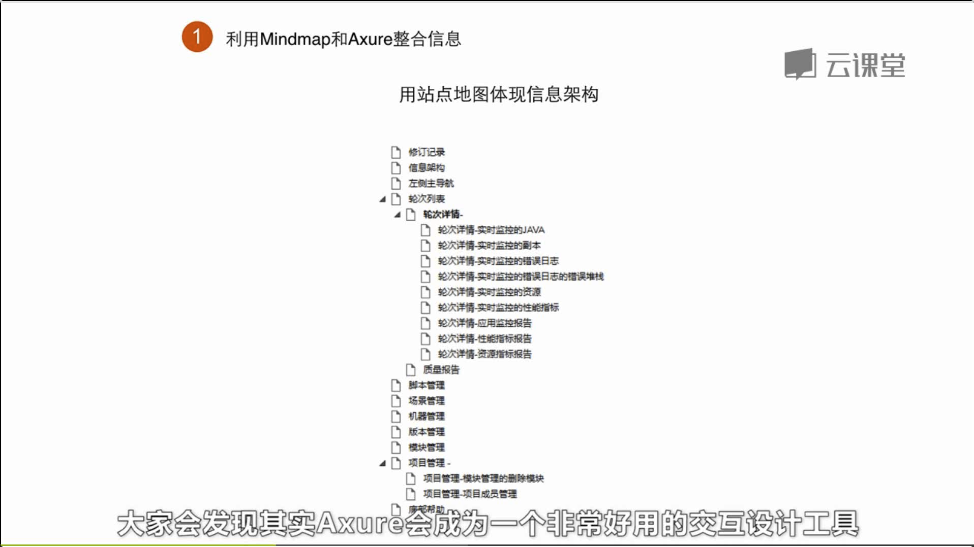 1 利用Mindmap和Axure整合信息
云课堂
用站点地图体现信息架构
修订记录
信息架构
左侧主导航
轮次列表
轮次详情-
轮次详情-实时监控的JAVA
轮次详情-实时监控的副本
轮次详情-实时监控的错误日志
轮次详情-实时监控的错误日志的错误堆栈
轮次详情-实时监控的资源
轮次详情-实时监控的性能指标
轮次详情-应用监控报告
轮次详情-性能指标报告
轮次详情-资源指标报告
质量报告
脚本管理
场景管理
机器管理
版本管理
模块管理
项目管理 -
项目管理-模块管理的删除模块
项目管理-项目成员管理
大家会发现其实Axure会成为一个非常好用的交互设计工具